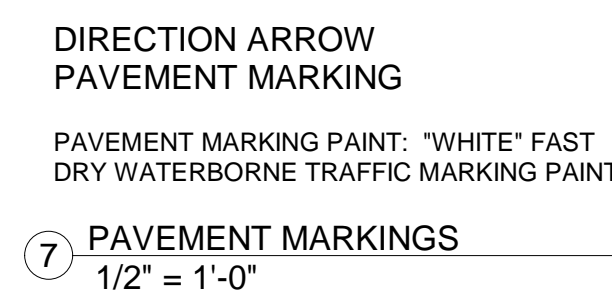 DIRECTION ARROW
PAVEMENT MARKING
PAVEMENT MARKING PAINT: "WHITE" FAST
DRY WATERBORNE TRAFFIC MARKING PAINT
7 PAVEMENT MARKINGS
1/2" = 1'-0"